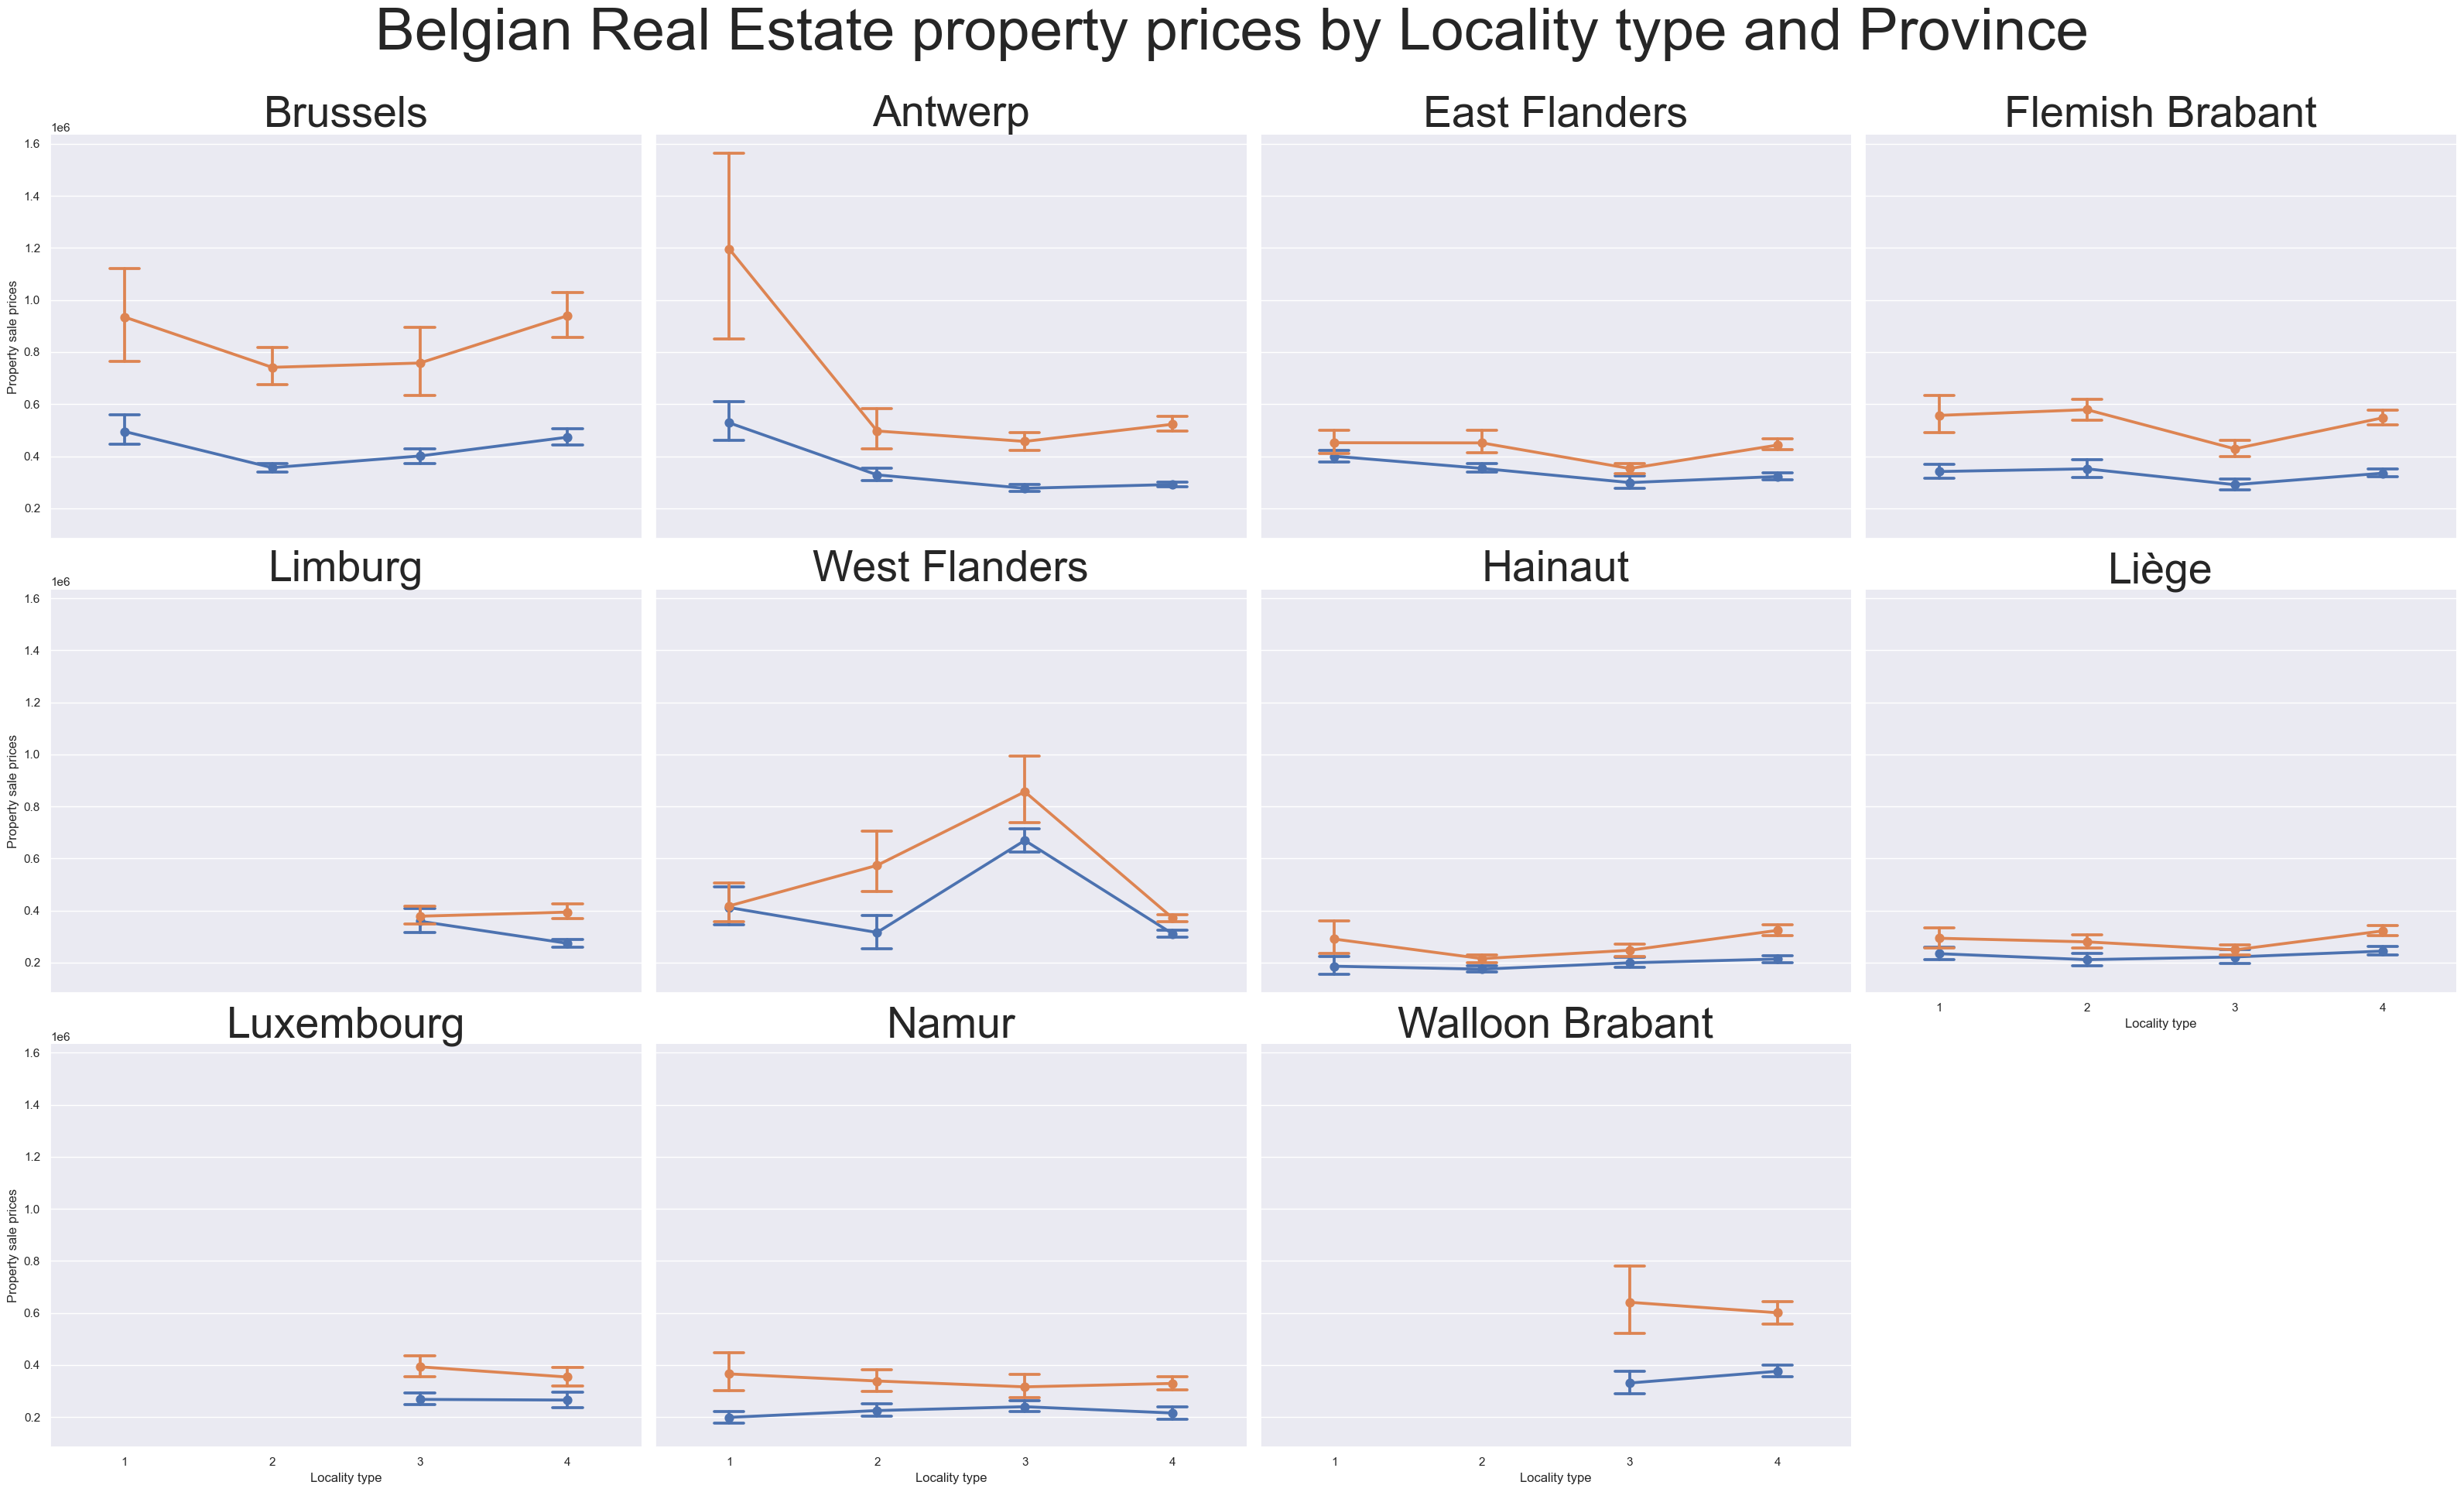 Belgian Real Estate property prices by Locality type and Province
Brussels
Antwerp
East Flanders
Flemish Brabant
1e6
1.6
1.4
1.2
1.0
0.8
0.6
0.4
0.2
Property sale prices
Limburg
West Flanders
Hainaut
Liège
1e6
1.6
1.4
1.2
1.0
0.8
0.6
0.4
0.2
Property sale prices
1 2 3 4
Locality type
Luxembourg
Namur
Walloon Brabant
1e6
1.6
1.4
1.2
1.0
0.8
0.6
0.4
0.2
Property sale prices
1 2 3 4
Locality type
1 2 3 4
Locality type
1 2 3 4
Locality type